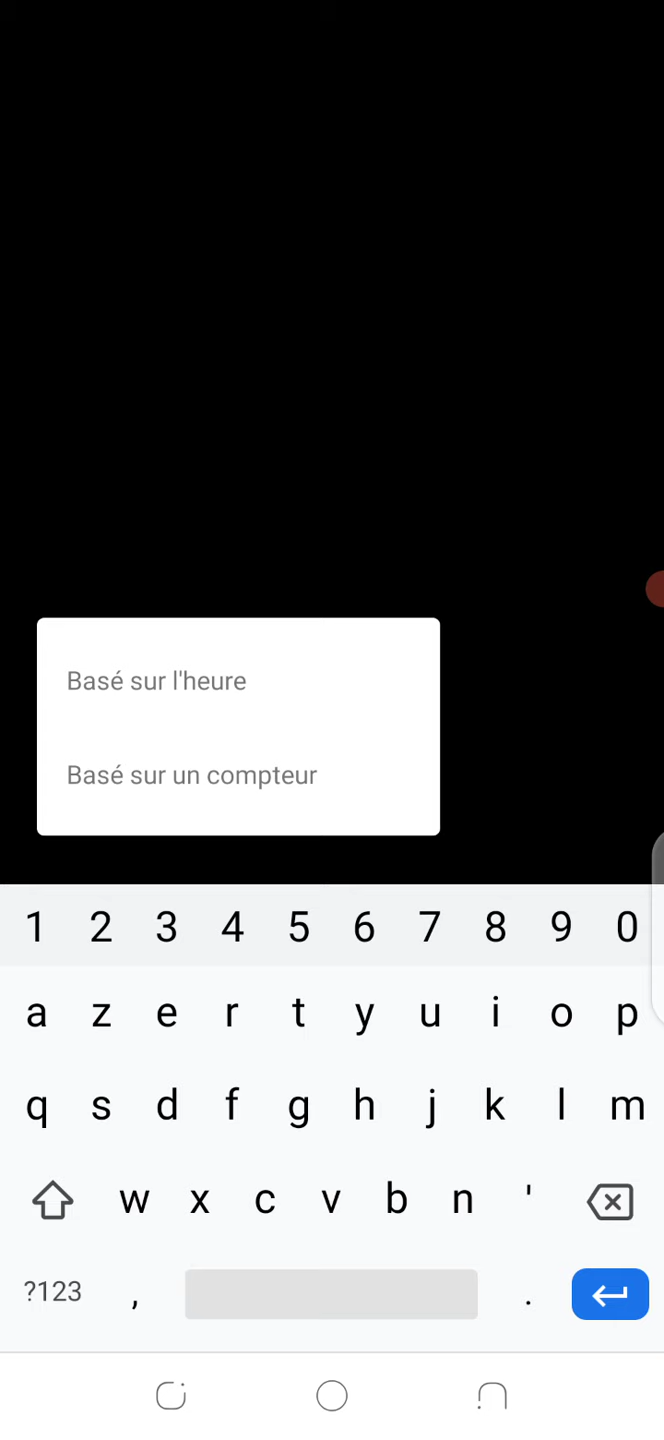 Basé sur l'heure
Basé sur un compteur
1 2 3 4 5 6 7 8 9 0
a z e r t y u i o p
q s d f g h j k l m
w x c v b n '
?123 , .